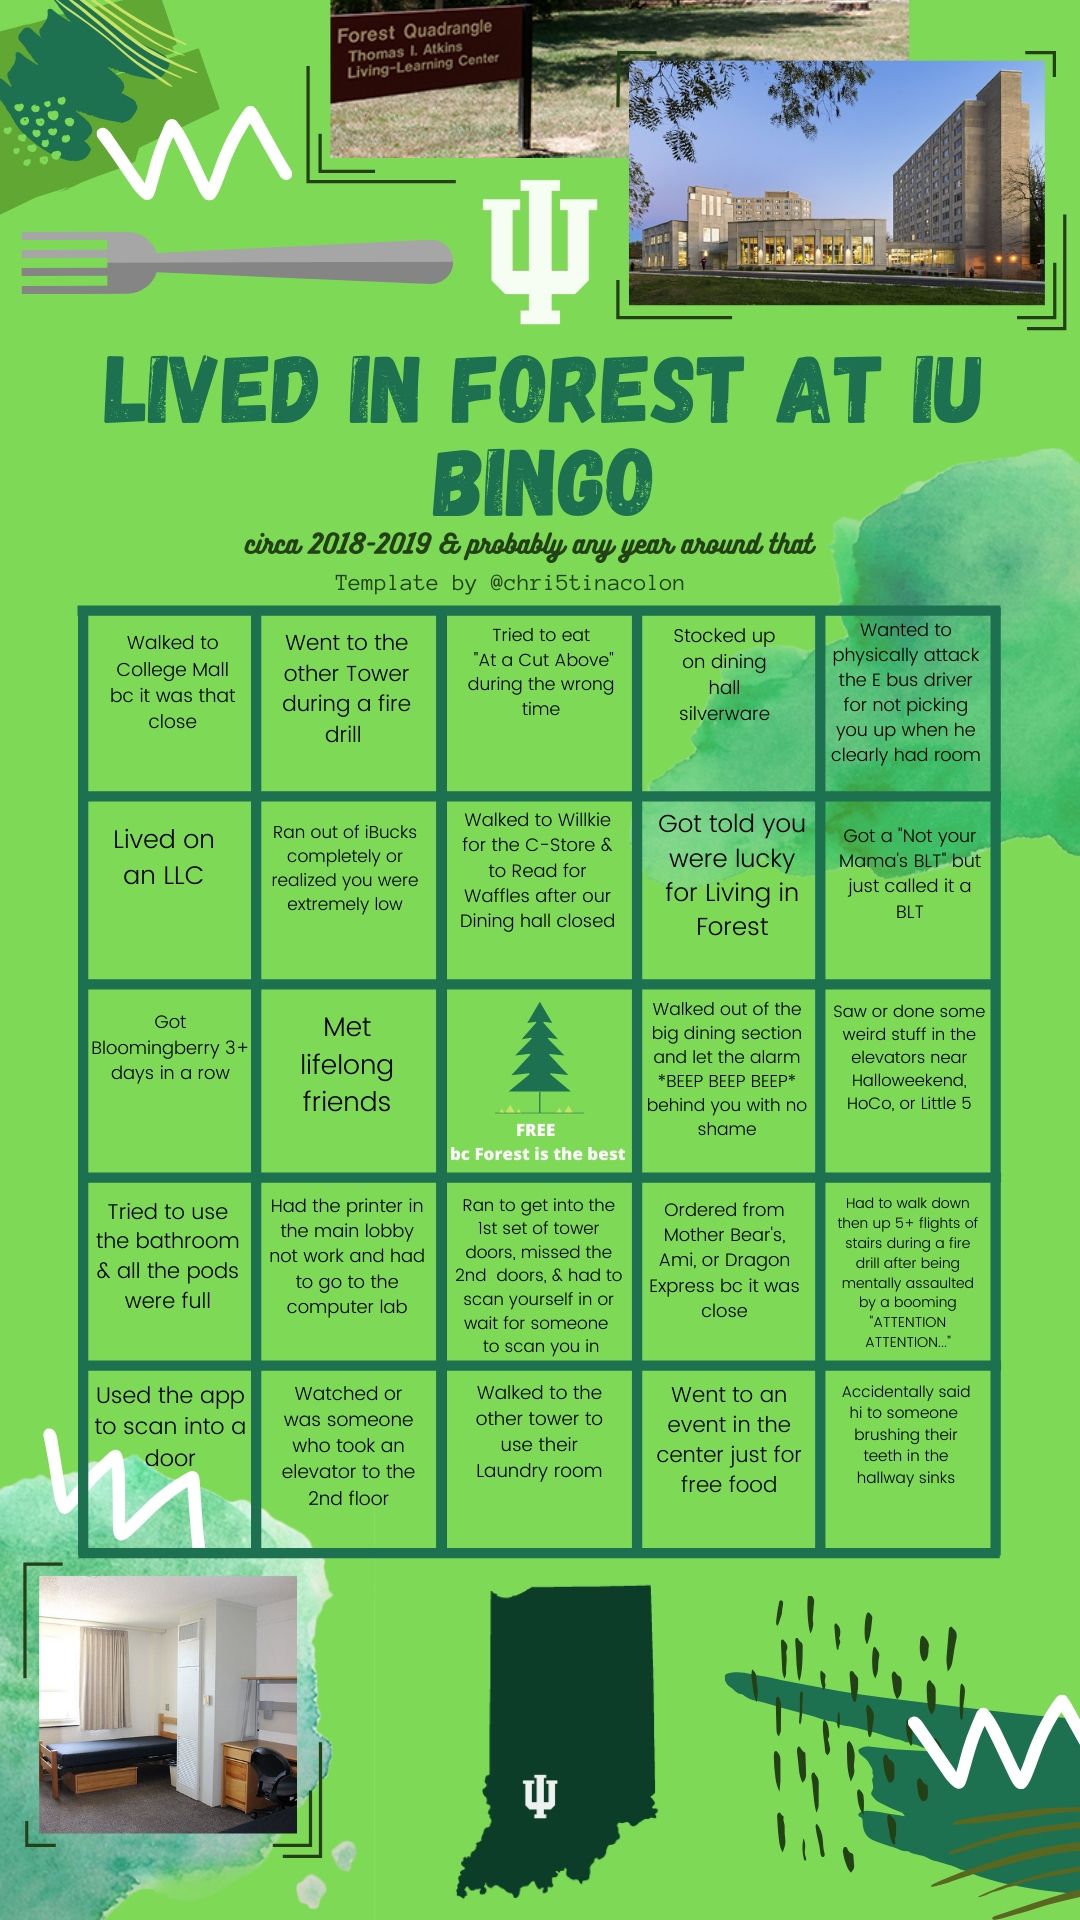 Forest Quadrangle
Thomas I. Atkins
Living-Learning Center
LIVED IN FOREST AT IU
BINGO
circa 2018-2019 & probably any year around that
Template by @chri5tinacolon
Walked to
College Mall
bc it was that
close
Went to the
other Tower
during a fire
drill
Tried to eat
"At a Cut Above"
during the wrong
time
Stocked up
on dining
hall
silverware
Wanted to
physically attack
the E bus driver
for not picking
you up when he
clearly had room
Lived on
an LLC
Ran out of iBucks
completely or
realized you were
extremely low
Walked to Willkie
for the C-Store &
to Read for
Waffles after our
Dining hall closed
Got told you
were lucky
for Living in
Forest
Got a "Not your
Mama's BLT" but
just called it a
BLT
Got
Bloomingberry 3+
days in a row
Met
lifelong
friends
FREE
bc Forest is the best
Walked out of the
big dining section
and let the alarm
*BEEP BEEP BEEP*
behind you with no
shame
Saw or done some
weird stuff in the
elevators near
Halloweekend,
HoCo, or Little 5
Tried to use
the bathroom
& all the pods
were full
Had the printer in
the main lobby
not work and had
to go to the
computer lab
Ran to get into the
1st set of tower
doors, missed the
2nd doors, & had to
scan yourself in or
wait for someone
to scan you in
Ordered from
Mother Bear's,
Ami, or Dragon
Express bc it was
close
Had to walk down
then up 5+ flights of
stairs during a fire
drill after being
mentally assaulted
by a booming
"ATTENTION
ATTENTION..."
Used the app
to scan into a
door
Watched or
was someone
who took an
elevator to the
2nd floor
Walked to the
other tower to
use their
Laundry room
Went to an
event in the
center just for
free food
Accidentally said
hi to someone
brushing their
teeth in the
hallway sinks